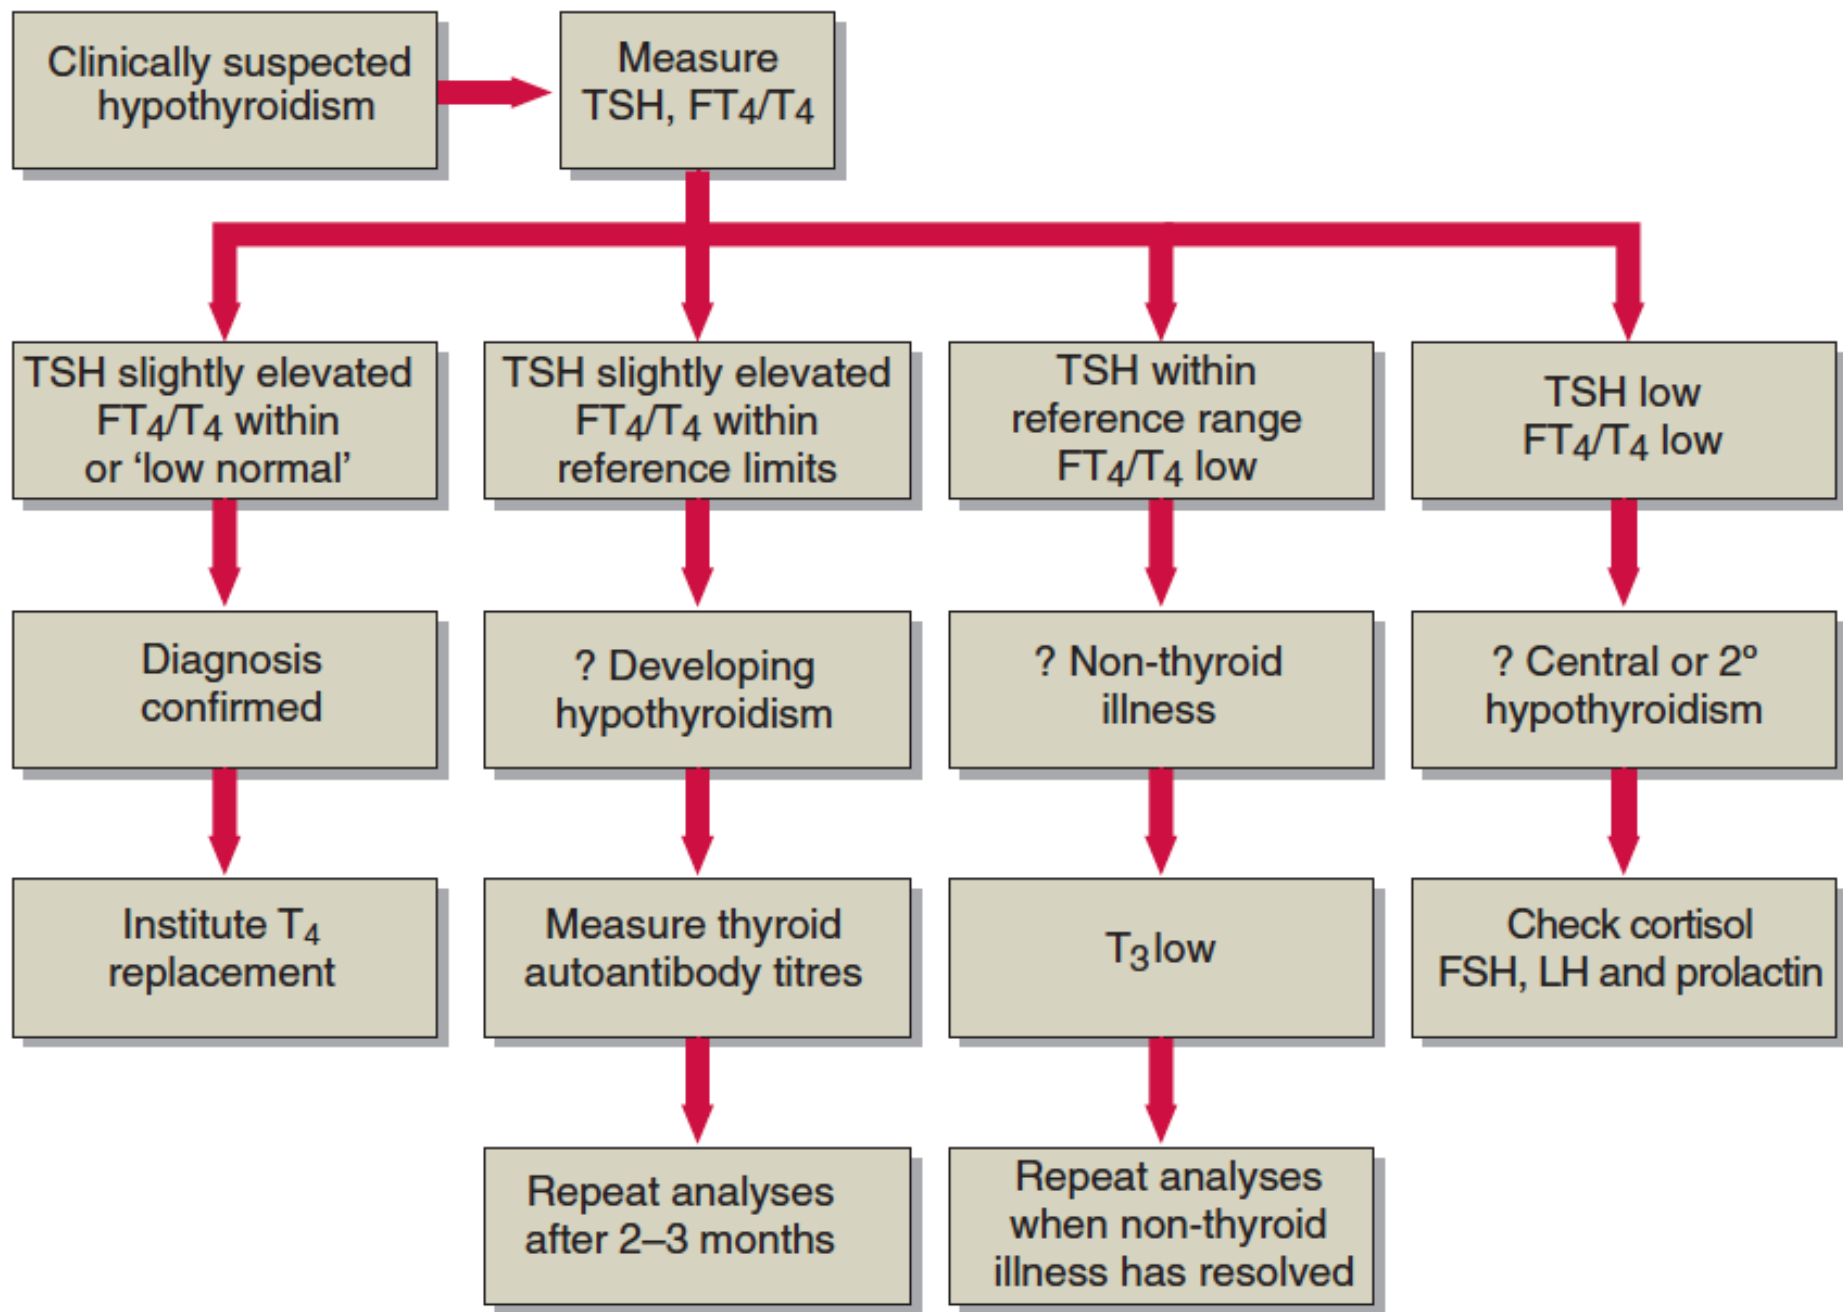 Clinically suspected
hypothyroidism
Measure
TSH, FT₄/T₄
TSH slightly elevated
FT₄/T₄ within
or ‘low normal’
TSH slightly elevated
FT₄/T₄ within
reference limits
TSH within
reference range
FT₄/T₄ low
TSH low
FT₄/T₄ low
Diagnosis
confirmed
? Developing
hypothyroidism
? Non-thyroid
illness
? Central or 2º
hypothyroidism
Institute T₄
replacement
Measure thyroid
autoantibody titres
T₃ low
Check cortisol
FSH, LH and prolactin
Repeat analyses
after 2–3 months
Repeat analyses
when non-thyroid
illness has resolved